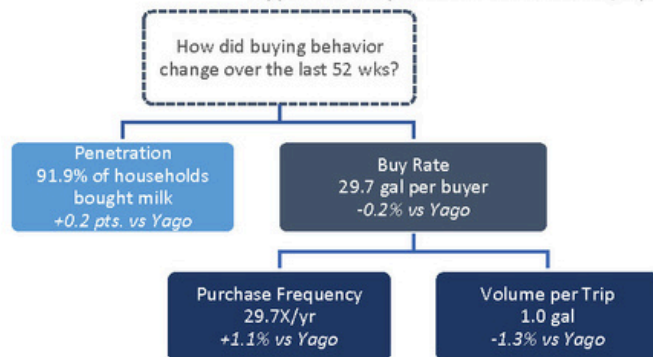 How did buying behavior
change over the last 52 wks?
Penetration
91.9% of households
bought milk
+0.2 pts. vs Yago
Buy Rate
29.7 gal per buyer
-0.2% vs Yago
Purchase Frequency
29.7X/yr
+1.1% vs Yago
Volume per Trip
1.0 gal
-1.3% vs Yago